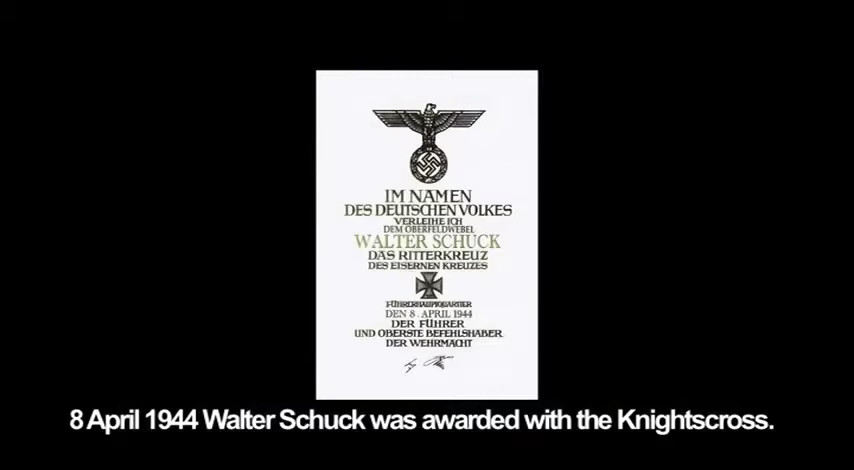 IM NAMEN
DES DEUTSCHEN VOLKES
VERLEIHE ICH
DEM OBERFELDWEBEL
WALTER SCHUCK
DAS RITTERKREUZ
DES EISERNEN KREUZES
FÜHRERHAUPTQUARTIER
DEN 8. APRIL 1944
DER FÜHRER
UND OBERSTE BEFEHLSHABER
DER WEHRMACHT
8 April 1944 Walter Schuck was awarded with the Knightscross.